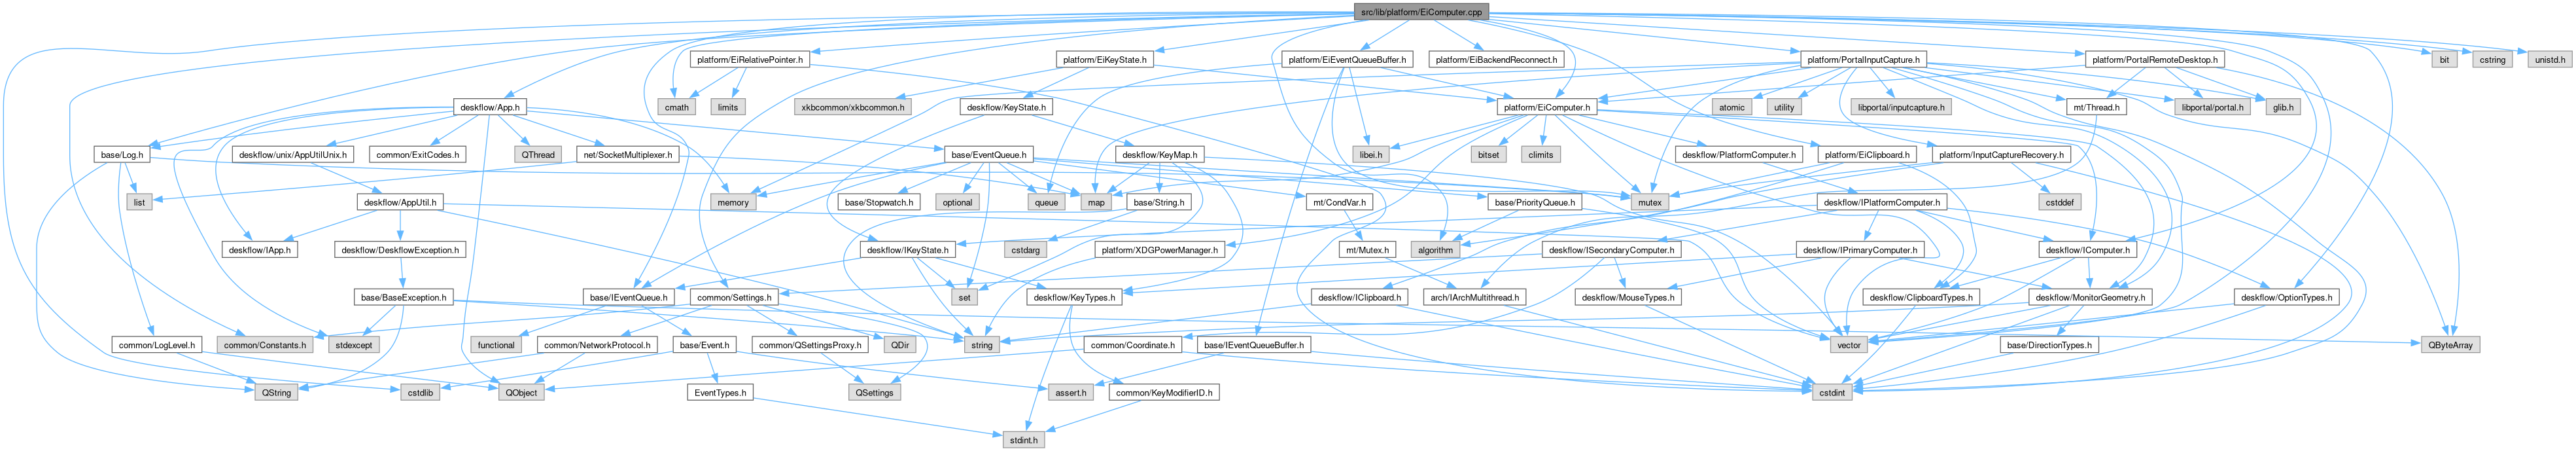 src/lib/platform/EiComputer.cpp
platform/EiRelativePointer.h
platform/EiKeyState.h
platform/EiEventQueueBuffer.h
platform/EiBackendReconnect.h
platform/PortalInputCapture.h
platform/PortalRemoteDesktop.h
bit
cstring
unistd.h
deskflow/App.h
cmath
limits
xkbcommon/xkbcommon.h
deskflow/KeyState.h
platform/EiComputer.h
atomic
utility
libportal/inputcapture.h
mt/Thread.h
libportal/portal.h
glib.h
base/Log.h
deskflow/unix/AppUtilUnix.h
common/ExitCodes.h
QThread
net/SocketMultiplexer.h
base/EventQueue.h
deskflow/KeyMap.h
libei.h
bitset
climits
deskflow/PlatformComputer.h
platform/EiClipboard.h
platform/InputCaptureRecovery.h
list
deskflow/AppUtil.h
memory
base/Stopwatch.h
optional
queue
map
base/String.h
mt/CondVar.h
base/PriorityQueue.h
mutex
deskflow/IPlatformComputer.h
cstddef
deskflow/IApp.h
deskflow/DeskflowException.h
deskflow/IKeyState.h
cstdarg
platform/XDGPowerManager.h
mt/Mutex.h
algorithm
deskflow/ISecondaryComputer.h
deskflow/IPrimaryComputer.h
deskflow/IComputer.h
base/BaseException.h
base/IEventQueue.h
common/Settings.h
set
deskflow/KeyTypes.h
deskflow/IClipboard.h
arch/IArchMultithread.h
deskflow/MouseTypes.h
deskflow/ClipboardTypes.h
deskflow/MonitorGeometry.h
deskflow/OptionTypes.h
common/LogLevel.h
common/Constants.h
stdexcept
functional
common/NetworkProtocol.h
base/Event.h
common/QSettingsProxy.h
QDir
string
common/Coordinate.h
base/IEventQueueBuffer.h
vector
base/DirectionTypes.h
QByteArray
QString
cstdlib
QObject
EventTypes.h
QSettings
assert.h
common/KeyModifierID.h
cstdint
stdint.h